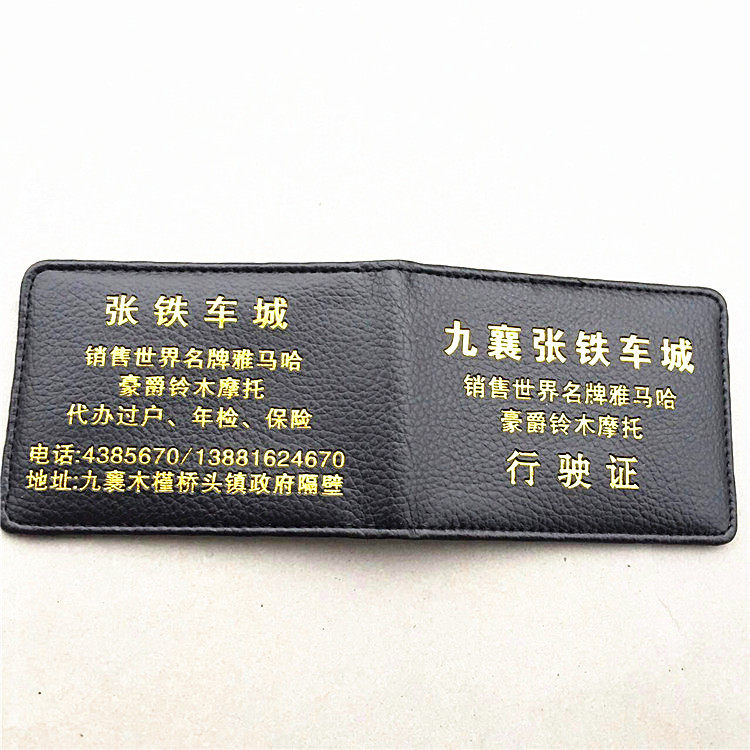 张铁车城
销售世界名牌雅马哈
豪爵铃木摩托
代办过户、年检、保险
电话:4385670/13881624670
地址:九襄木槿桥头镇政府隔壁
九襄张铁车城
销售世界名牌雅马哈
豪爵铃木摩托
行驶证